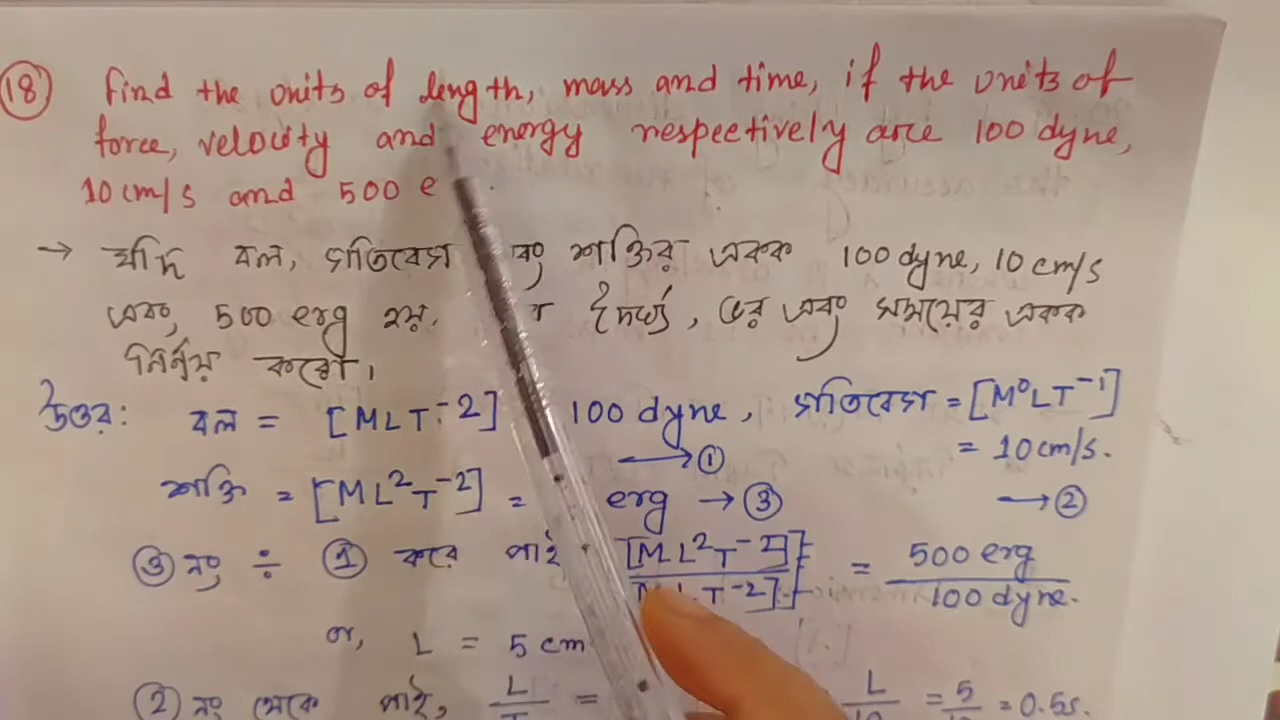 18 Find the units of length, mass and time, if the units of
force, velocity and energy respectively are 100 dyne,
10 cm/s and 500 e
→ যদি বল, গতিবেগ শক্তির একক 100 dyne, 10 cm/s
এবং 500 erg হয়, দৈর্ঘ্য, ভর এবং সময়ের একক
নির্ণয় করো।
উত্তর: বল = [MLT⁻²] 100 dyne, গতিবেগ = [M⁰LT⁻¹]
→ ① = 10 cm/s.
শক্তি = [ML²T⁻²] = erg → ③ → ②
③ নং ÷ ① করে পাই [ML²T⁻²] / [MLT⁻²] = 500 erg / 100 dyne.
or, L = 5 cm
② নং থেকে পাই, L = L = 5 = 0.5s.